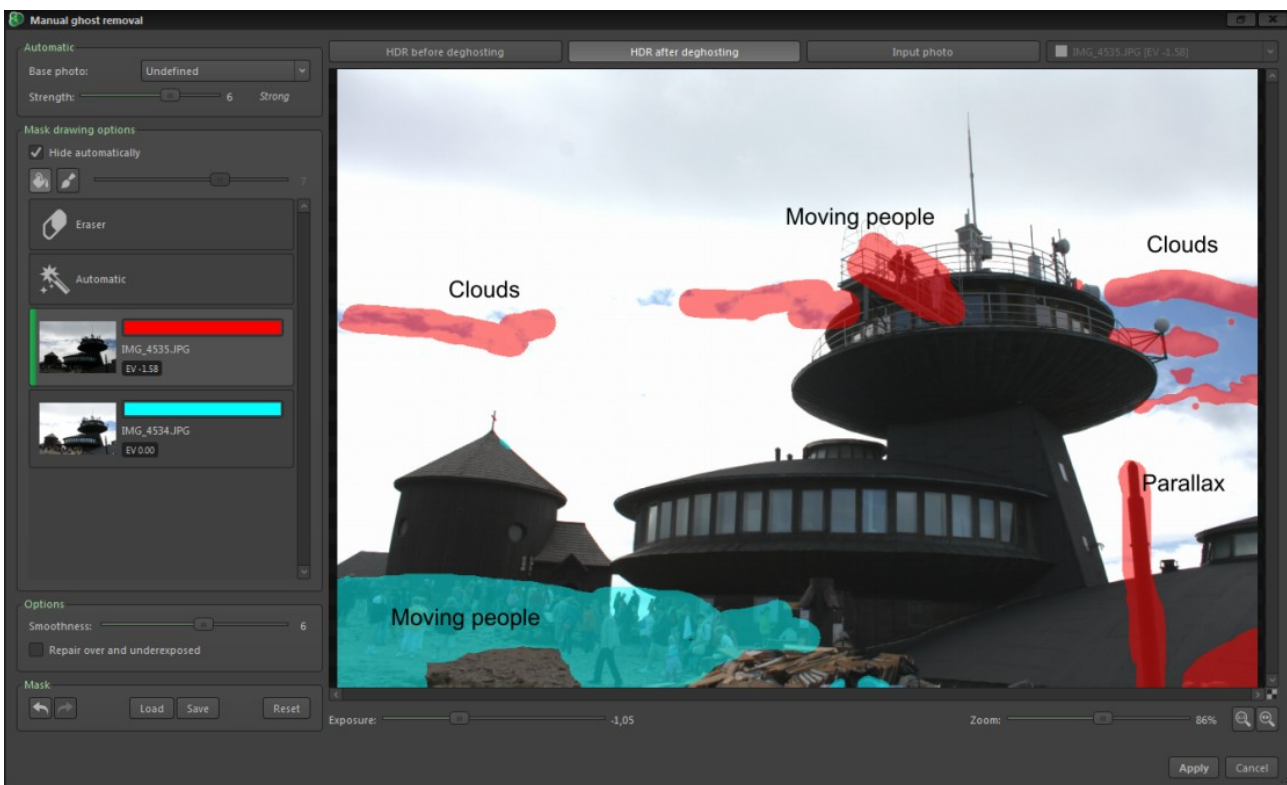 Manual ghost removal
Automatic
Base photo: Undefined
Strength: 6 Strong
Mask drawing options
Hide automatically
7
Eraser
Automatic
IMG_4535.JPG
EV -1.58
IMG_4534.JPG
EV 0.00
Options
Smoothness: 6
Repair over and underexposed
Mask
Load Save Reset
HDR before deghosting HDR after deghosting Input photo IMG_4535.JPG [EV -1.58]
Moving people
Clouds
Clouds
Parallax
Moving people
Exposure: -1,05 Zoom: 86%
Apply Cancel